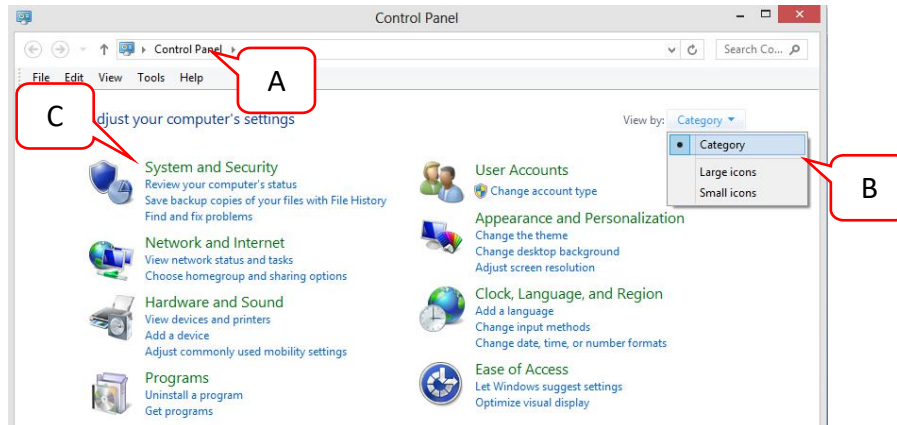 Control Panel
Control Panel
Search Co...
File Edit View Tools Help
A
C
djust your computer's settings
View by: Category
Category
Large icons
Small icons
B
System and Security
Review your computer's status
Save backup copies of your files with File History
Find and fix problems
Network and Internet
View network status and tasks
Choose homegroup and sharing options
Hardware and Sound
View devices and printers
Add a device
Adjust commonly used mobility settings
Programs
Uninstall a program
Get programs
User Accounts
Change account type
Appearance and Personalization
Change the theme
Change desktop background
Adjust screen resolution
Clock, Language, and Region
Add a language
Change input methods
Change date, time, or number formats
Ease of Access
Let Windows suggest settings
Optimize visual display